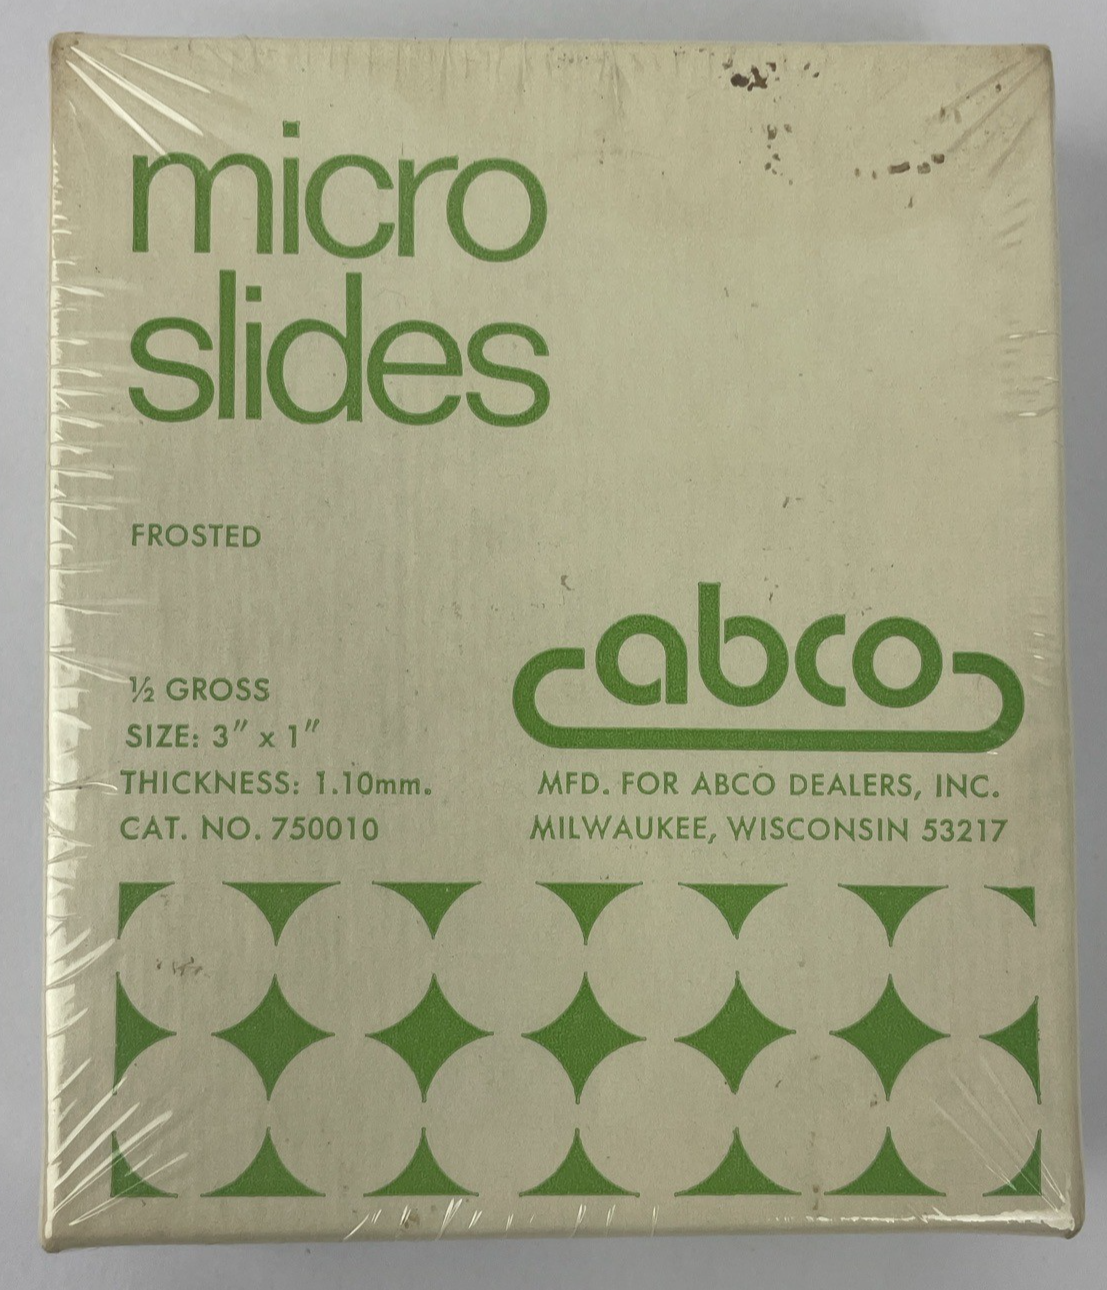 micro
slides
FROSTED
½ GROSS
SIZE: 3″ x 1″
THICKNESS: 1.10mm.
CAT. NO. 750010
abco
MFD. FOR ABCO DEALERS, INC.
MILWAUKEE, WISCONSIN 53217